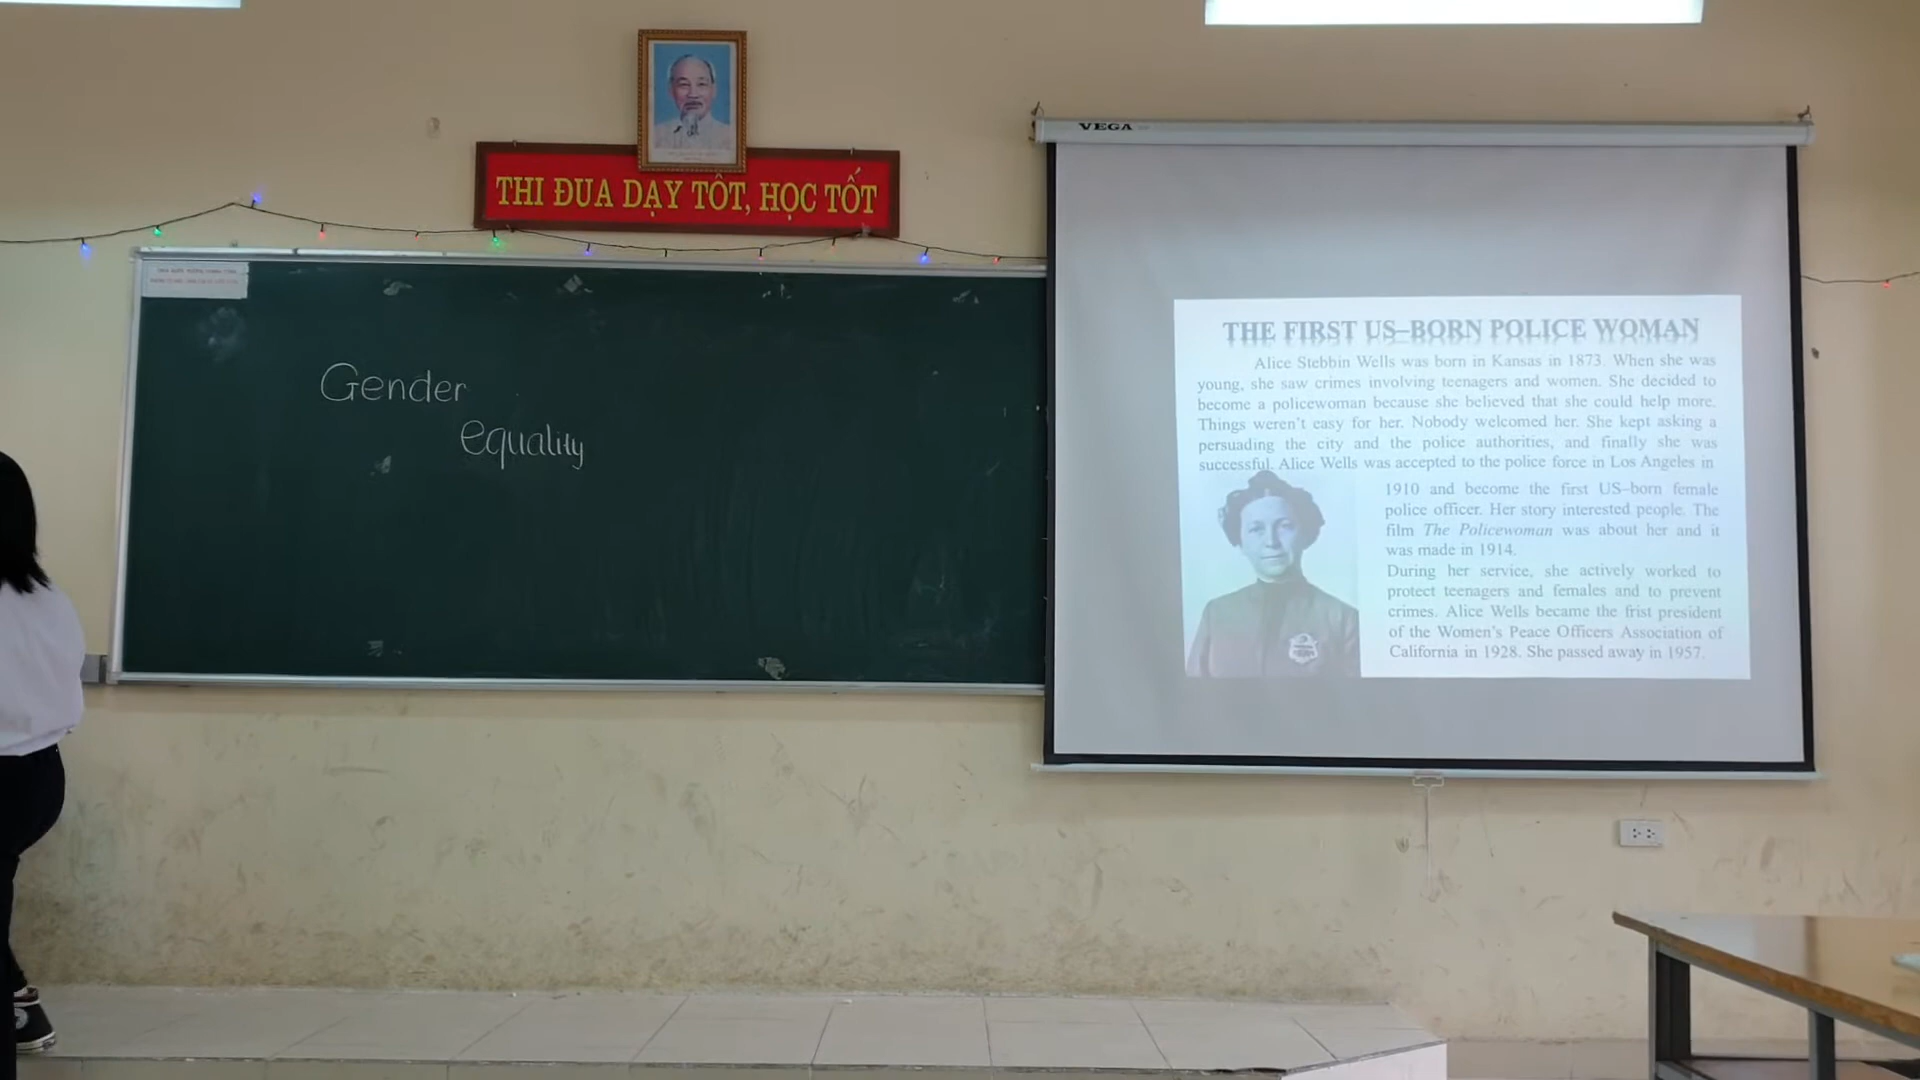 THI ĐUA DẠY TỐT, HỌC TỐT
Gender
equality
VEGA
THE FIRST US–BORN POLICE WOMAN
Alice Stebbin Wells was born in Kansas in 1873. When she was
young, she saw crimes involving teenagers and women. She decided to
become a policewoman because she believed that she could help more.
Things weren't easy for her. Nobody welcomed her. She kept asking a
persuading the city and the police authorities, and finally she was
successful. Alice Wells was accepted to the police force in Los Angeles in
1910 and become the first US–born female
police officer. Her story interested people. The
film The Policewoman was about her and it
was made in 1914.
During her service, she actively worked to
protect teenagers and females and to prevent
crimes. Alice Wells became the frist president
of the Women's Peace Officers Association of
California in 1928. She passed away in 1957.